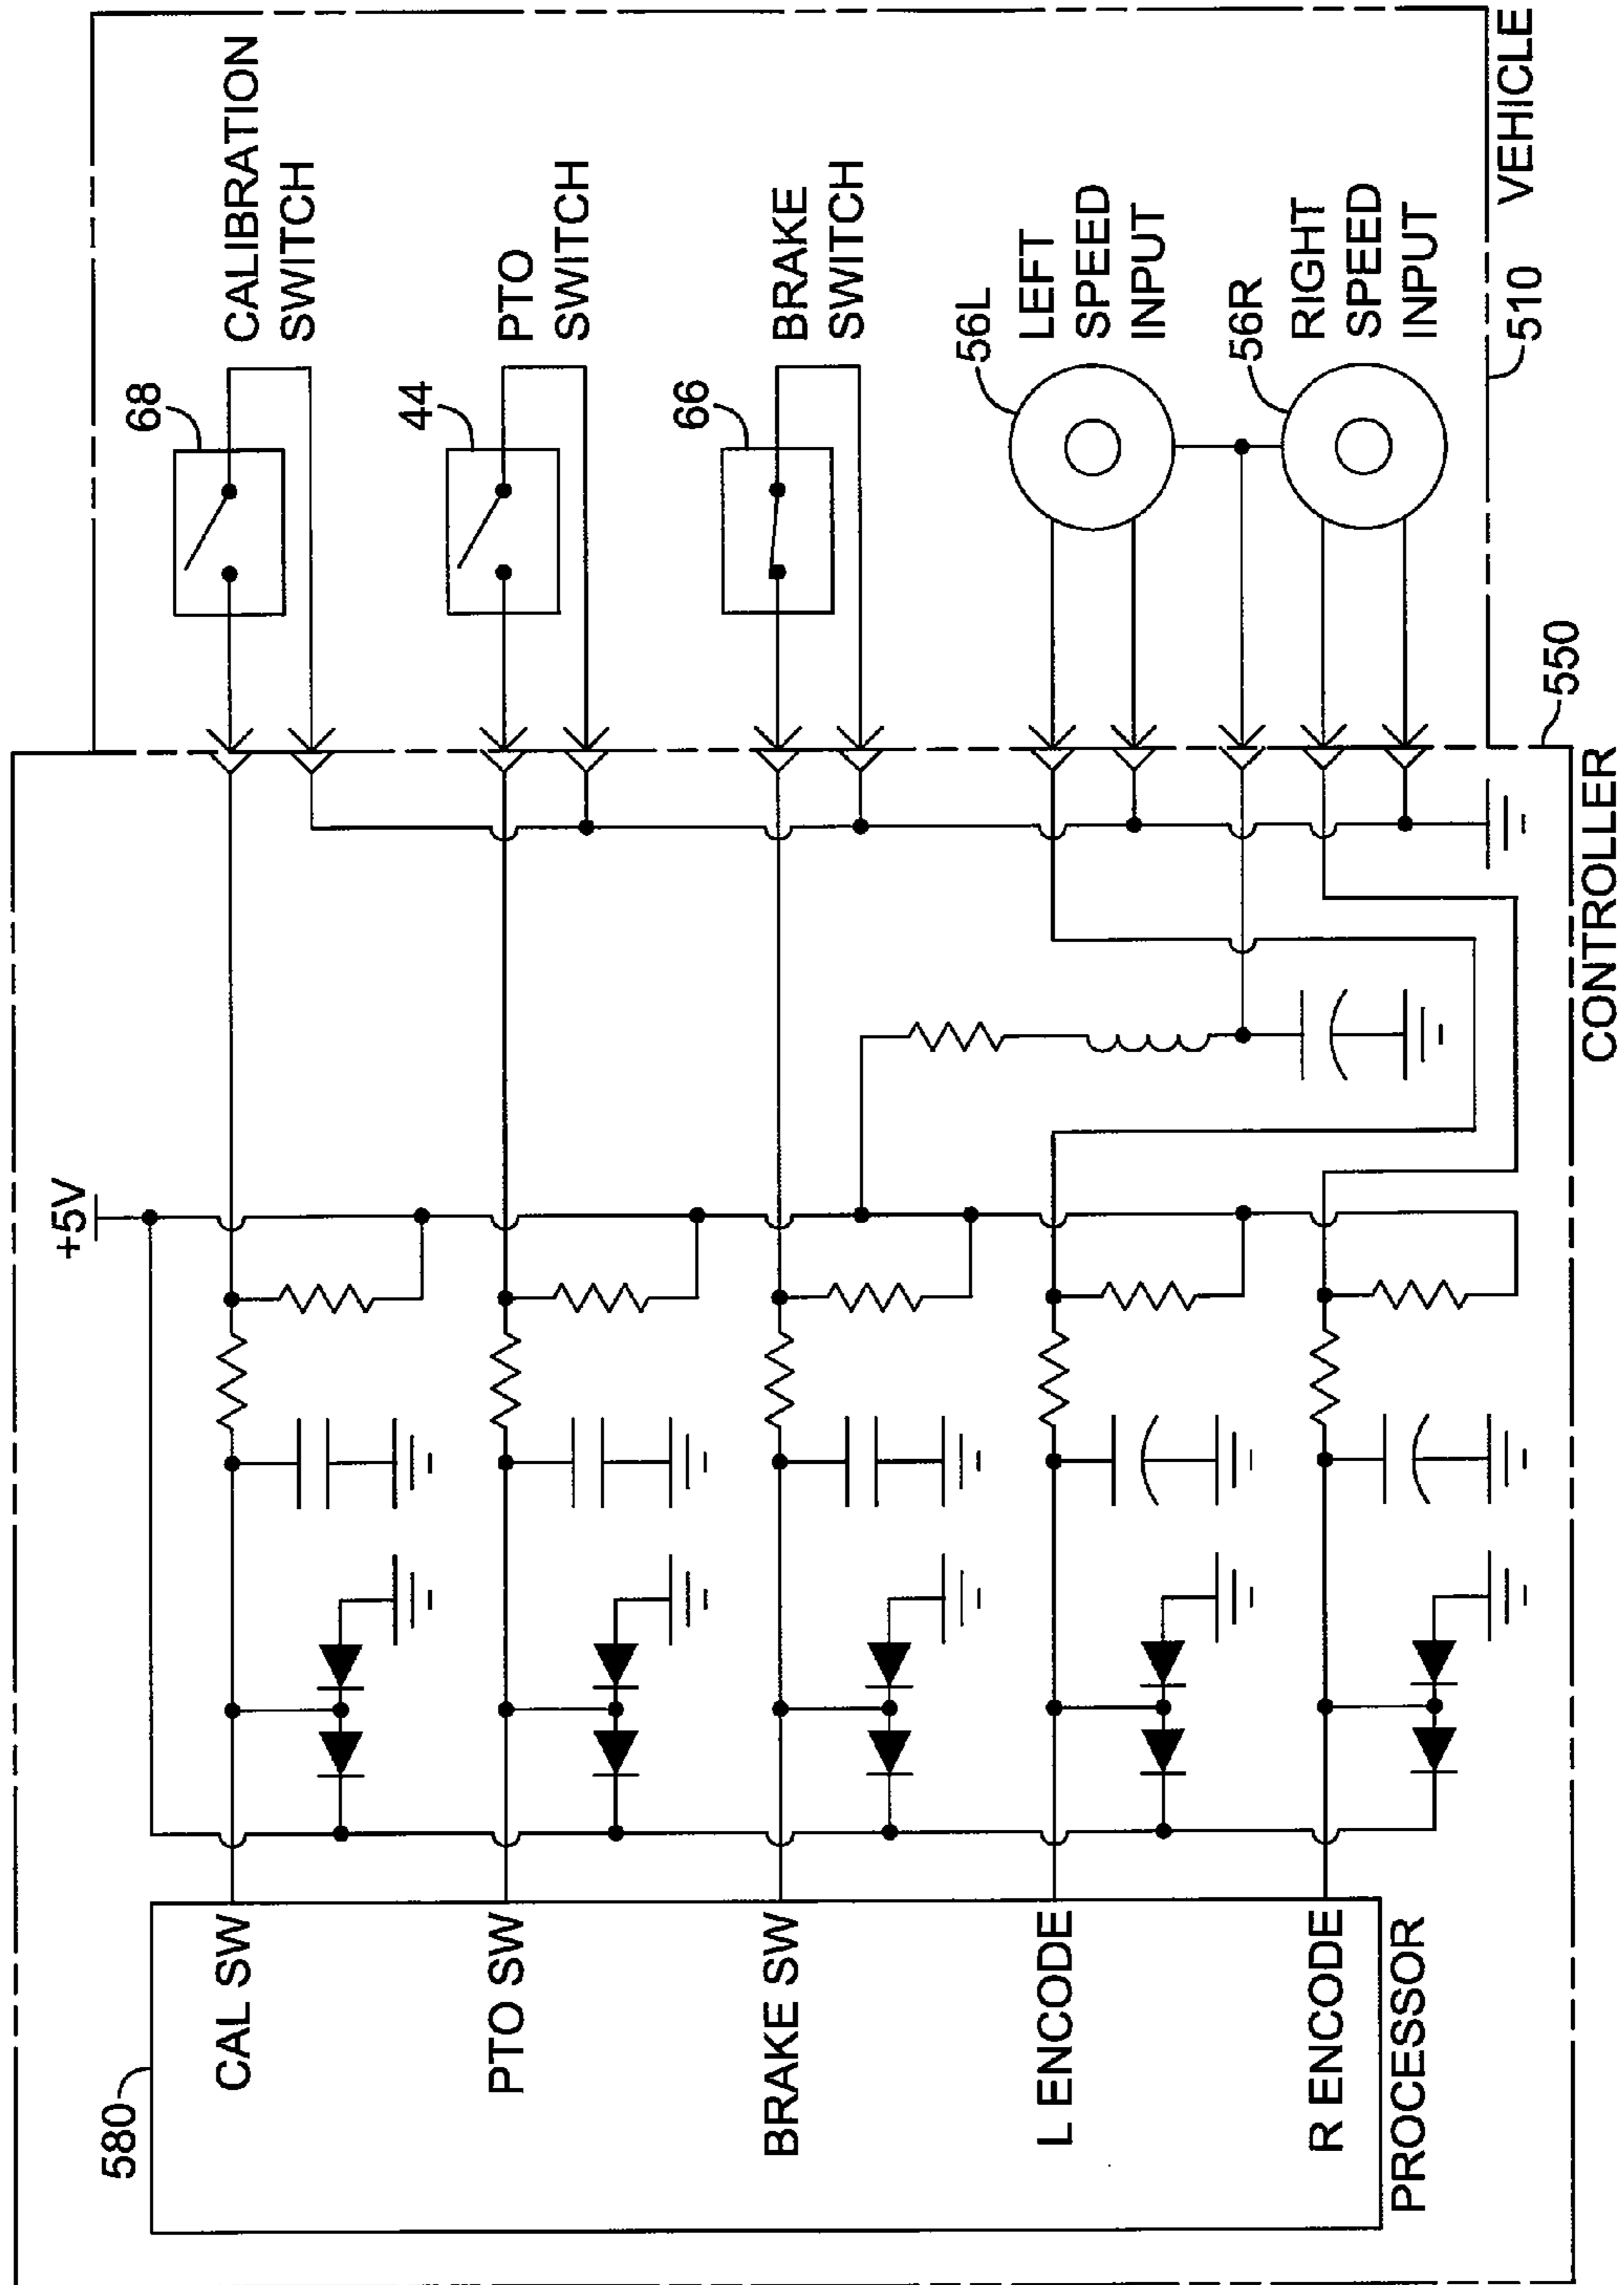 580
CAL SW
PTO SW
BRAKE SW
L ENCODE
R ENCODE
PROCESSOR
+5V
CONTROLLER
550
68
CALIBRATION
SWITCH
44
PTO
SWITCH
66
BRAKE
SWITCH
56L
LEFT
SPEED
INPUT
56R
RIGHT
SPEED
INPUT
510
VEHICLE